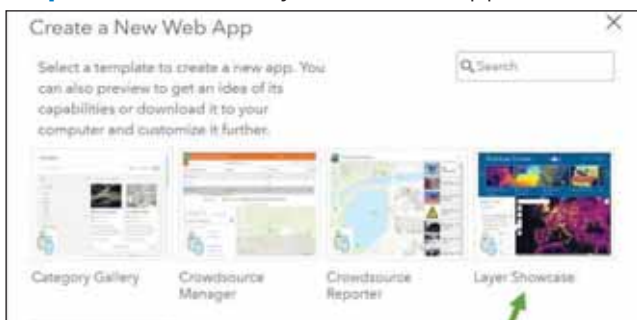 Create a New Web App
Select a template to create a new app. You
can also preview to get an idea of its
capabilities or download it to your
computer and customize it further.
Search
Category Gallery
Crowdsource
Manager
Crowdsource
Reporter
Layer Showcase